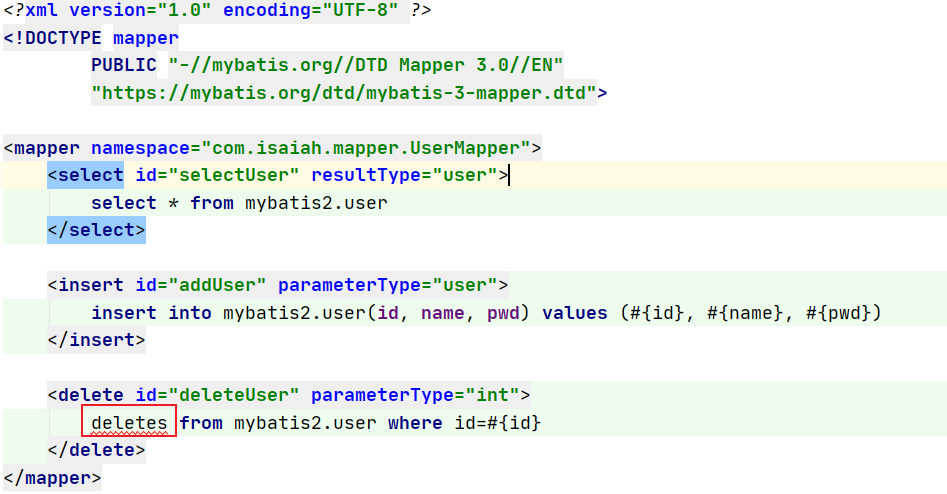 <?xml version="1.0" encoding="UTF-8" ?>
<!DOCTYPE mapper
        PUBLIC "-//mybatis.org//DTD Mapper 3.0//EN"
        "https://mybatis.org/dtd/mybatis-3-mapper.dtd">
<mapper namespace="com.isaiah.mapper.UserMapper">
    <select id="selectUser" resultType="user">
        select * from mybatis2.user
    </select>
    <insert id="addUser" parameterType="user">
        insert into mybatis2.user(id, name, pwd) values (#{id}, #{name}, #{pwd})
    </insert>
    <delete id="deleteUser" parameterType="int">
        deletes from mybatis2.user where id=#{id}
    </delete>
</mapper>